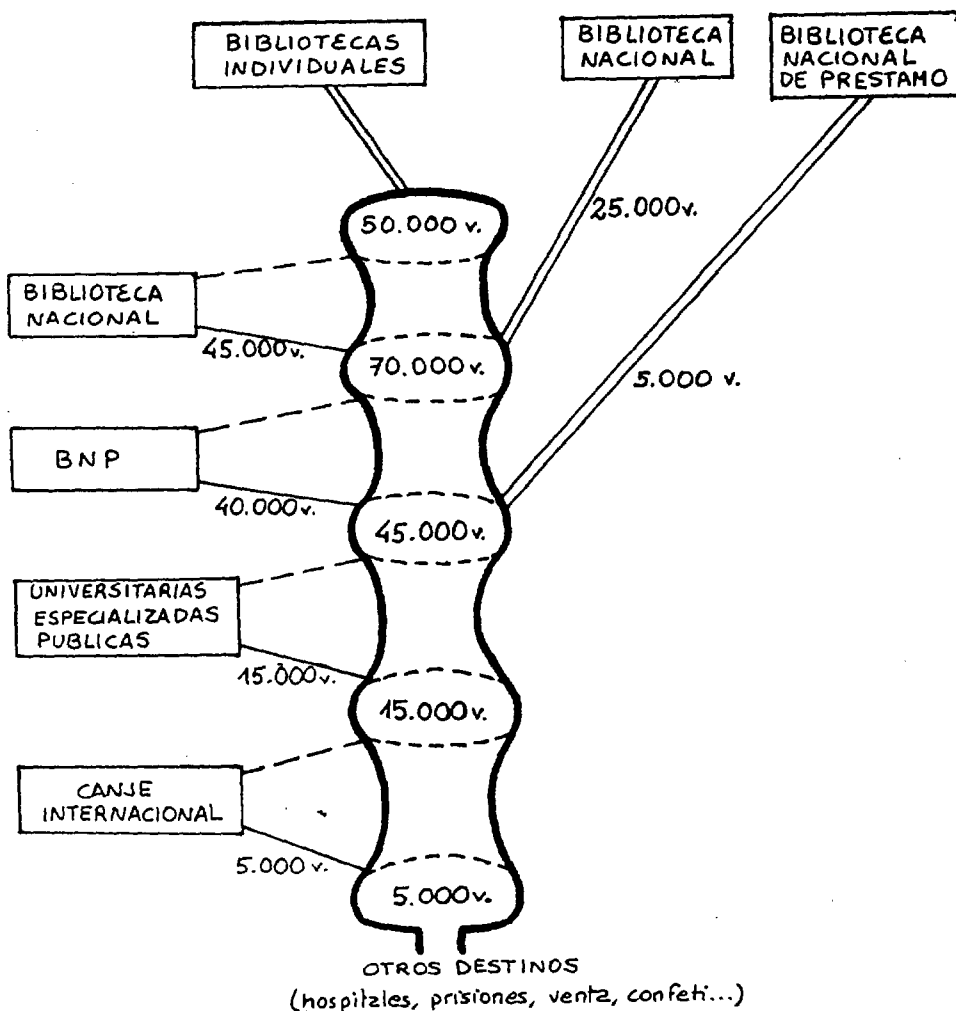 BIBLIOTECAS
INDIVIDUALES
BIBLIOTECA
NACIONAL
BIBLIOTECA
NACIONAL
DE PRESTAMO
50.000 v.
25.000 v.
BIBLIOTECA
NACIONAL
45.000 v.
70.000 v.
5.000 v.
BNP
40.000 v.
45.000 v.
UNIVERSITARIAS
ESPECIALIZADAS
PUBLICAS
15.000 v.
15.000 v.
CANJE
INTERNACIONAL
5.000 v.
5.000 v.
OTROS DESTINOS
(hospitales, prisiones, venta, confeti...)